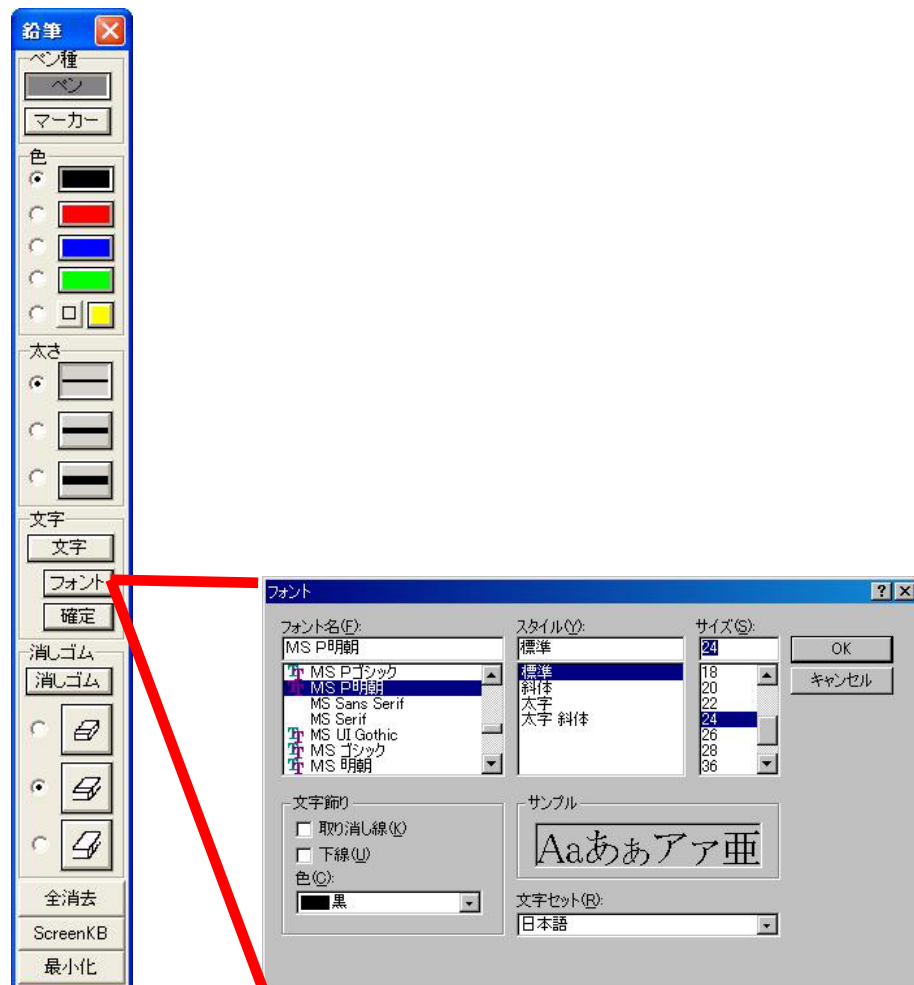 鉛筆
ペン種
ペン
マーカー
色
太さ
文字
文字
フォント
確定
消しゴム
消しゴム
全消去
ScreenKB
最小化
フォント
フォント名(F):
MS P明朝
MS Pゴシック
MS P明朝
MS Sans Serif
MS Serif
MS UI Gothic
MS ゴシック
MS 明朝
スタイル(Y):
標準
標準
斜体
太字
太字 斜体
サイズ(S):
24
18
20
22
24
26
28
36
OK
キャンセル
文字飾り
取り消し線(K)
下線(U)
色(C):
黒
サンプル
Aaあぁアァ亜
文字セット(R):
日本語